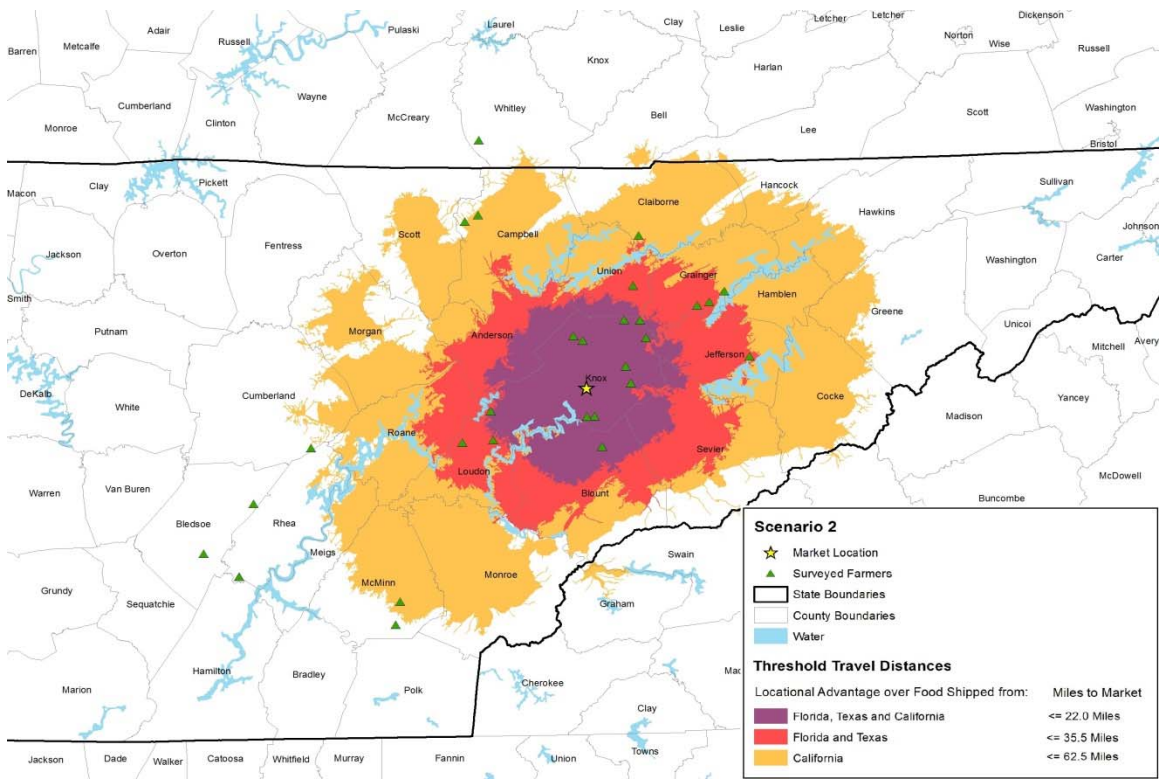 Letcher Letcher Dickenson
Adair Laurel Clay Leslie
Pulaski Norton
Russell Wise
Barren Metcalfe Knox Russell
Harlan
Wayne
Cumberland Whitley Washington
McCreary Scott
Clinton Bell
Monroe Lee
Bristol
Clay Pickett Sullivan
Macon Hancock
Claiborne Hawkins
Scott Campbell Johnson
Fentress
Jackson Overton Washington Carter
Union Grainger
Smith Hamblen
Greene
Putnam Morgan Unicoi
Anderson Mitchell Avery
Jefferson
Knox
DeKalb Cumberland Cocke Yancey
White Madison
Roane
Sevier McDowell
Loudon
Warren Van Buren Blount Buncombe
Bledsoe
Rhea
Meigs Swain
Monroe
McMinn
Grundy Graham
Sequatchie
Hamilton Cherokee Mac
Bradley Polk
Marion
Clay
Towns
Jackson Dade Walker Catoosa Whitfield Murray Fannin Union
Scenario 2
Market Location
Surveyed Farmers
State Boundaries
County Boundaries
Water
Threshold Travel Distances
Locational Advantage over Food Shipped from: Miles to Market
Florida, Texas and California <= 22.0 Miles
Florida and Texas <= 35.5 Miles
California <= 62.5 Miles